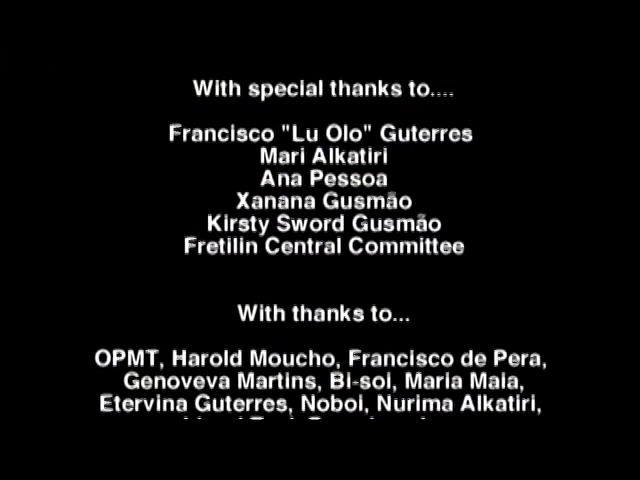 With special thanks to....
Francisco "Lu Olo" Guterres
Mari Alkatiri
Ana Pessoa
Xanana Gusmão
Kirsty Sword Gusmão
Fretilin Central Committee
With thanks to...
OPMT, Harold Moucho, Francisco de Pera,
Genoveva Martins, Bi-soi, Maria Maia,
Etervina Guterres, Noboi, Nurima Alkatiri,